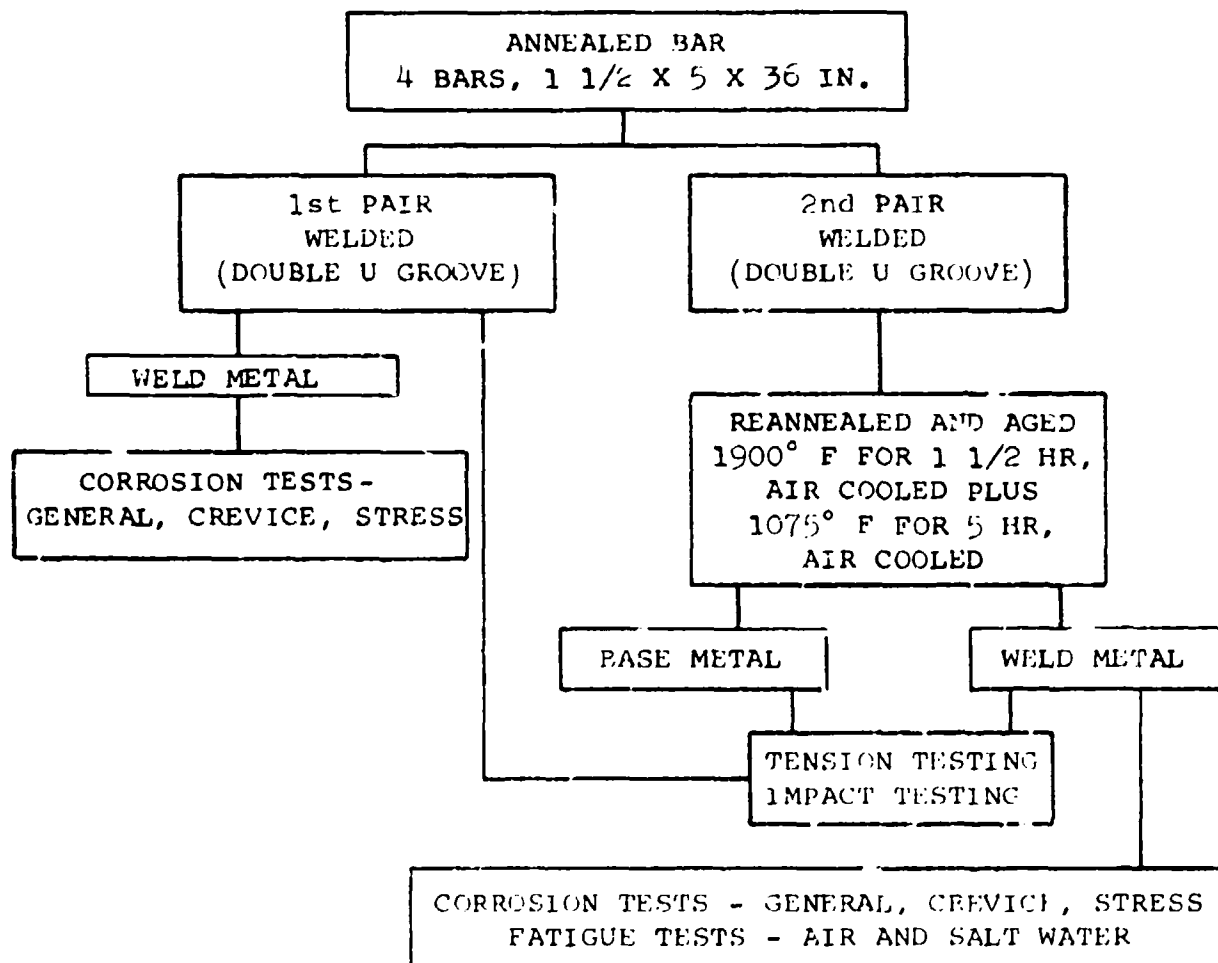 ANNEALED BAR
4 BARS, 1 1/2 X 5 X 36 IN.
1st PAIR
WELDED
(DOUBLE U GROOVE)
2nd PAIR
WELDED
(DOUBLE U GROOVE)
WELD METAL
CORROSION TESTS-
GENERAL, CREVICE, STRESS
REANNEALED AND AGED
1900° F FOR 1 1/2 HR,
AIR COOLED PLUS
1075° F FOR 5 HR,
AIR COOLED
BASE METAL
WELD METAL
TENSION TESTING
IMPACT TESTING
CORROSION TESTS - GENERAL, CREVICE, STRESS
FATIGUE TESTS - AIR AND SALT WATER